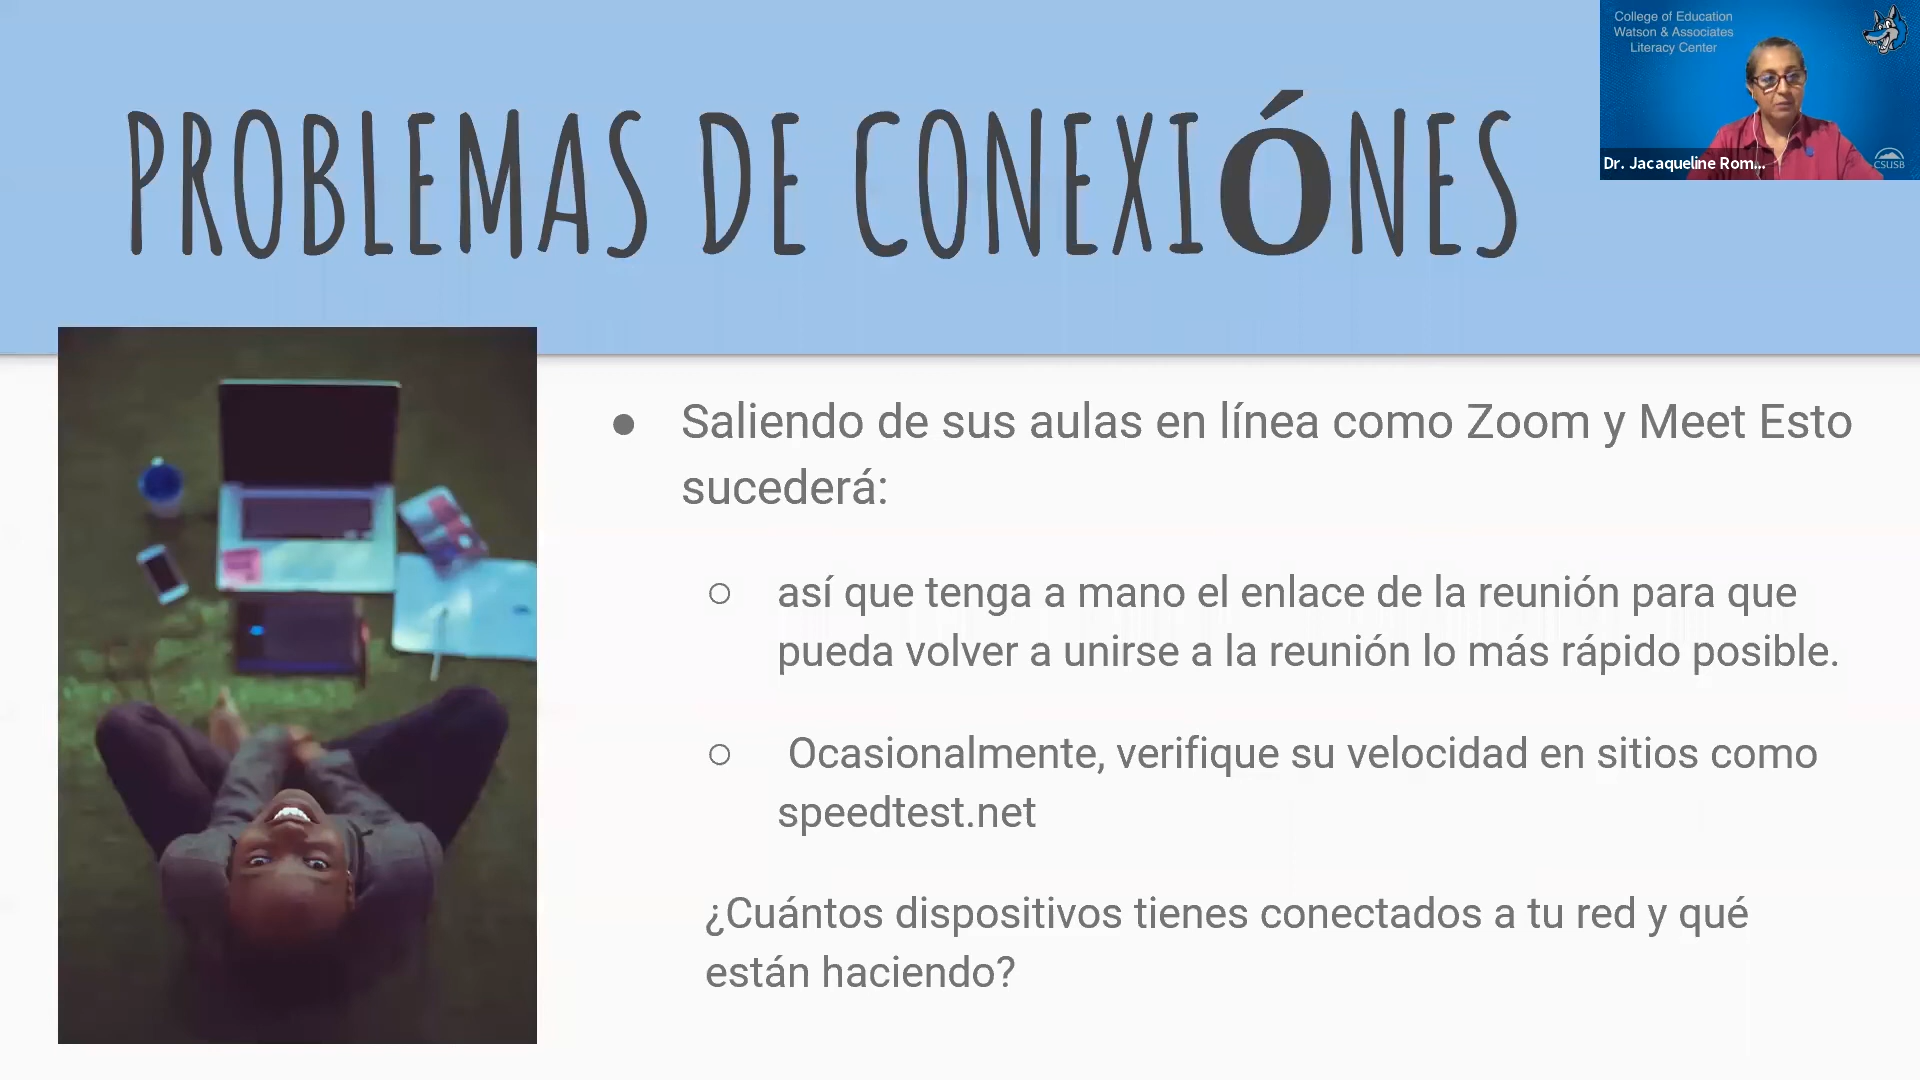 PROBLEMAS DE CONEXIÓNES
College of Education
Watson & Associates
Literacy Center
Dr. Jacaqueline Rom...
CSUSB
● Saliendo de sus aulas en línea como Zoom y Meet Esto
sucederá:
○ así que tenga a mano el enlace de la reunión para que
pueda volver a unirse a la reunión lo más rápido posible.
○ Ocasionalmente, verifique su velocidad en sitios como
speedtest.net
¿Cuántos dispositivos tienes conectados a tu red y qué
están haciendo?